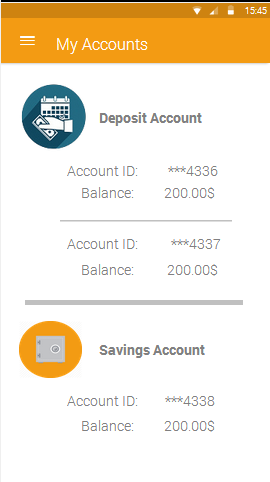 15:45
My Accounts
Deposit Account
Account ID: ***4336
Balance: 200.00$
Account ID: ***4337
Balance: 200.00$
Savings Account
Account ID: ***4338
Balance: 200.00$